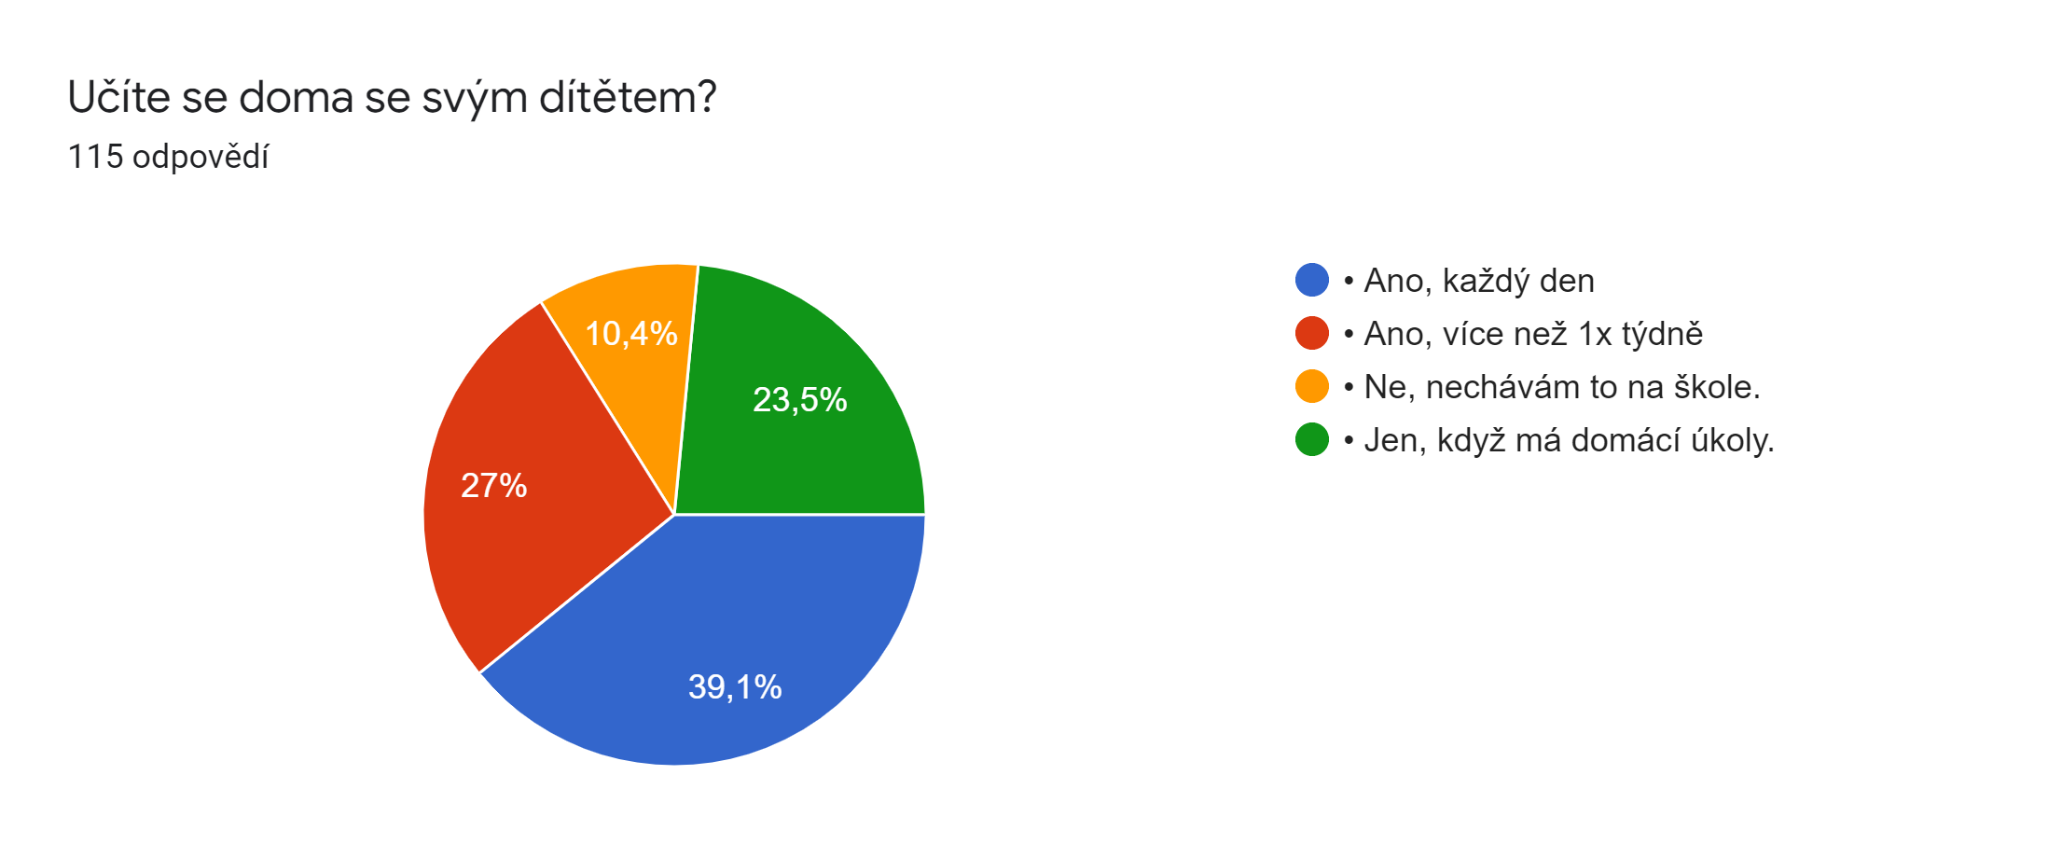 Učíte se doma se svým dítětem?
115 odpovědí
• Ano, každý den
• Ano, více než 1x týdně
• Ne, nechávám to na škole.
• Jen, když má domácí úkoly.
10,4%
23,5%
27%
39,1%